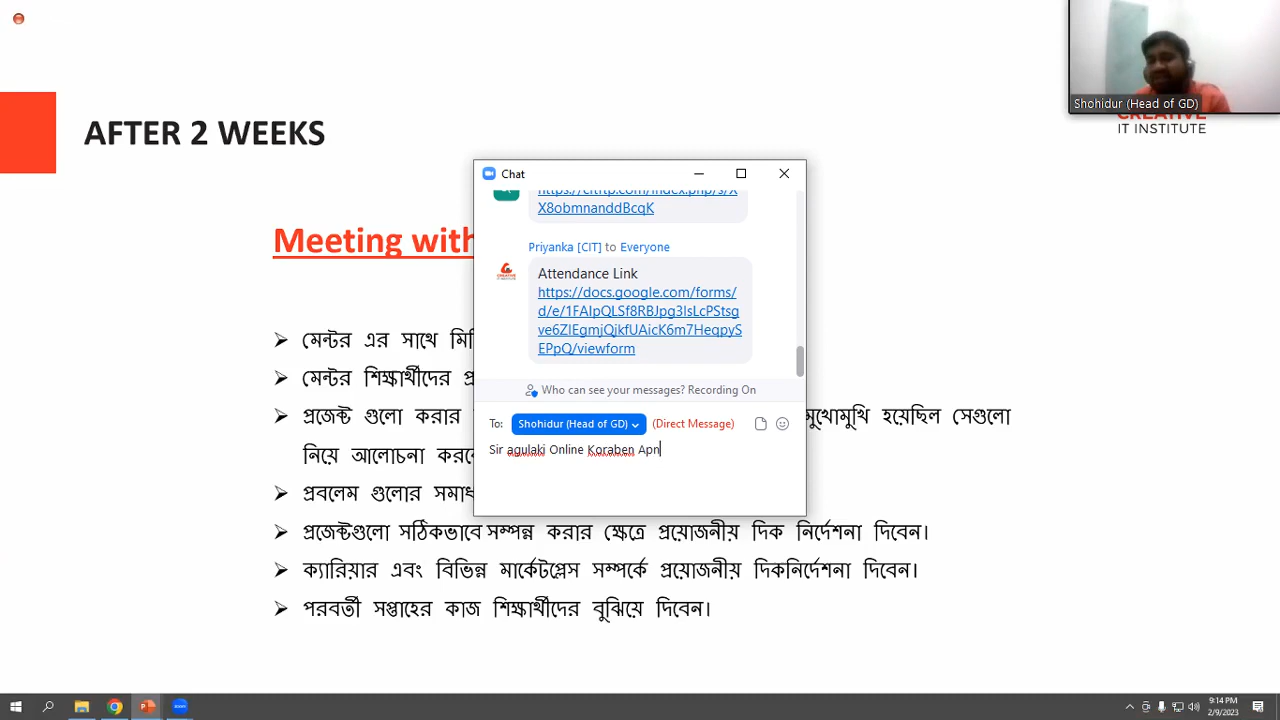 Shohidur (Head of GD)
IT INSTITUTE
AFTER 2 WEEKS
Meeting with
মেন্টর এর সাথে
মেন্টর শিক্ষার্থীদের
প্রজেক্ট গুলো করার
মুখোমুখি হয়েছিল সেগুলো
নিয়ে আলোচনা
প্রবলেম গুলোর
প্রজেক্টগুলো সঠিকভাবে সম্পন্ন করার ক্ষেত্রে প্রয়োজনীয় দিক নির্দেশনা দিবেন।
ক্যারিয়ার এবং বিভিন্ন মার্কেটপ্লেস সম্পর্কে প্রয়োজনীয় দিকনির্দেশনা দিবেন।
পরবর্তী সপ্তাহের কাজ শিক্ষার্থীদের বুঝিয়ে দিবেন।
Chat
X8obmnanddBcqK
Priyanka [CIT] to Everyone
Attendance Link
https://docs.google.com/forms/
d/e/1FAIpQLSf8RBJpg3IsLcPStsg
ve6ZlEgmjQjkfUAicK6m7HeqpyS
EPpQ/viewform
Who can see your messages? Recording On
To: Shohidur (Head of GD) (Direct Message)
Sir agulaki Online Koraben Apn
9:14 PM
2/9/2023